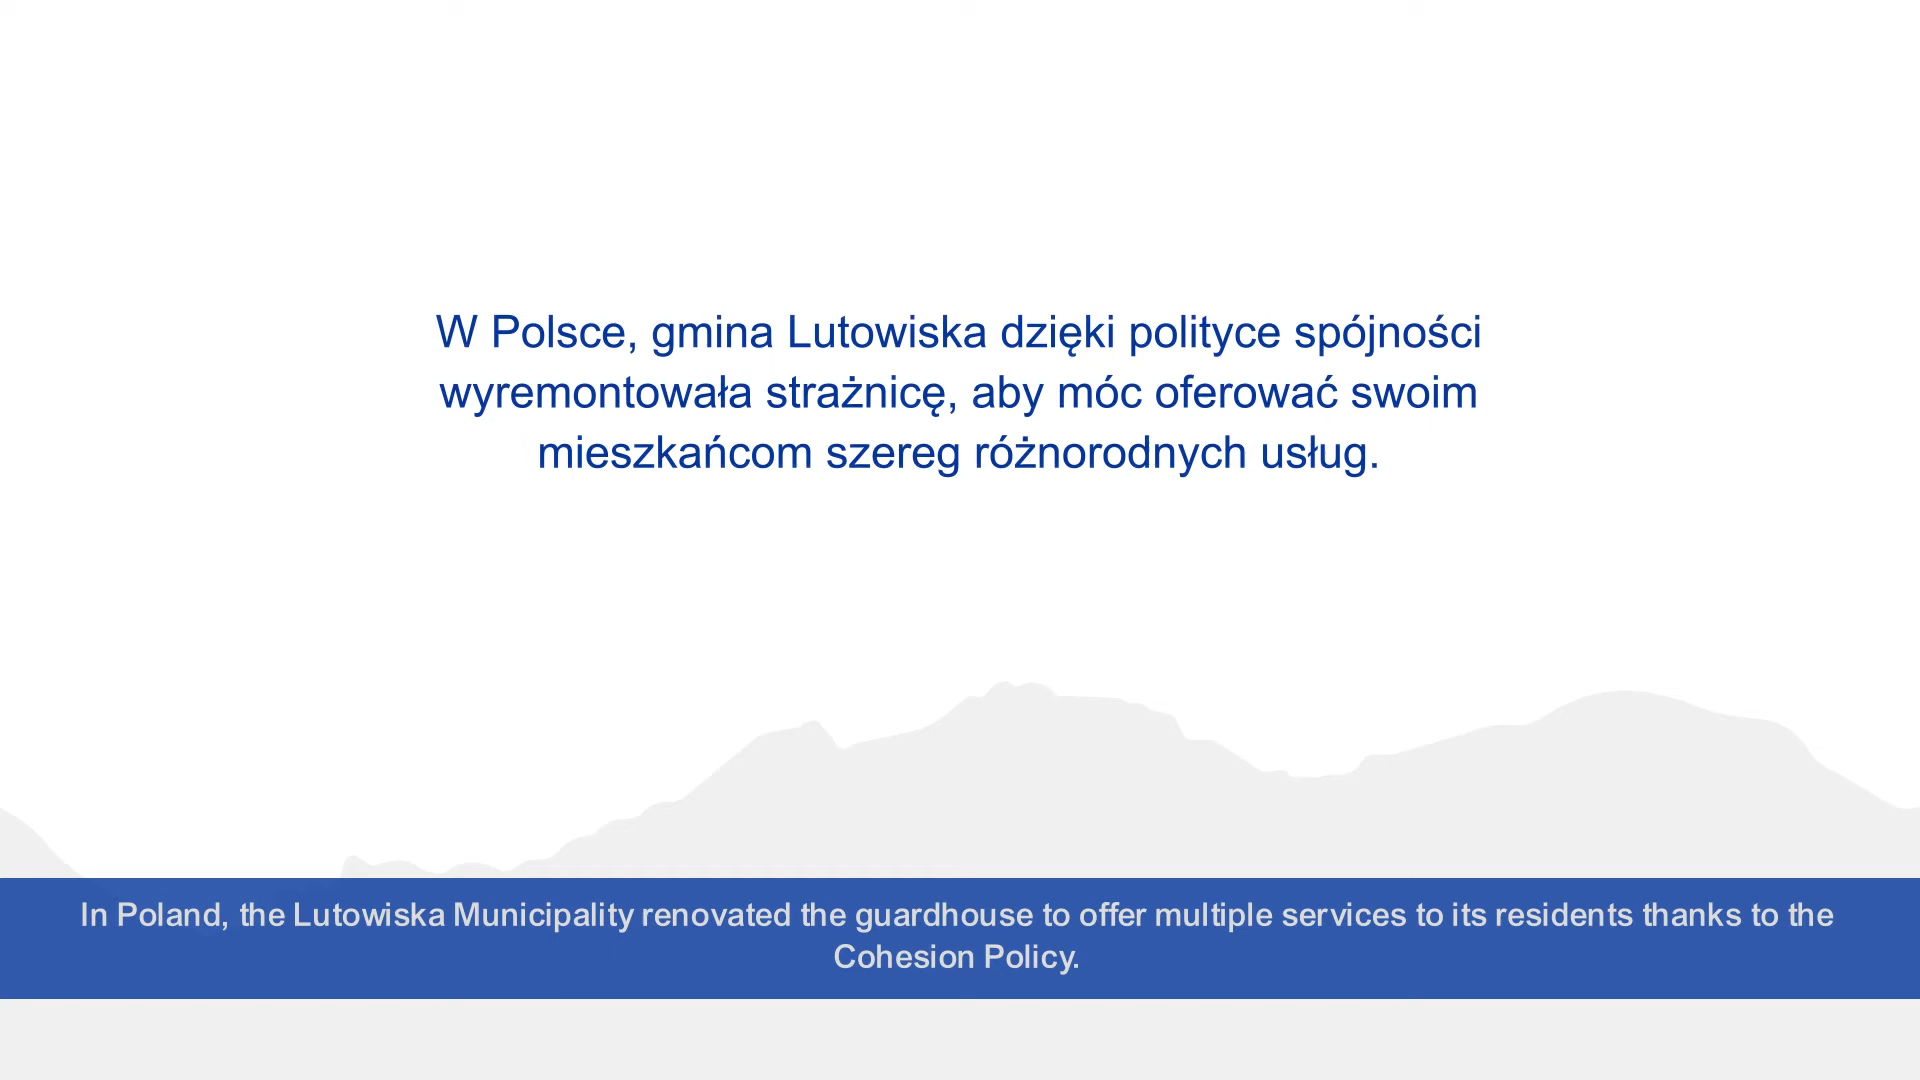 W Polsce, gmina Lutowiska dzięki polityce spójności
wyremontowała strażnicę, aby móc oferować swoim
mieszkańcom szereg różnorodnych usług.
In Poland, the Lutowiska Municipality renovated the guardhouse to offer multiple services to its residents thanks to the
Cohesion Policy.